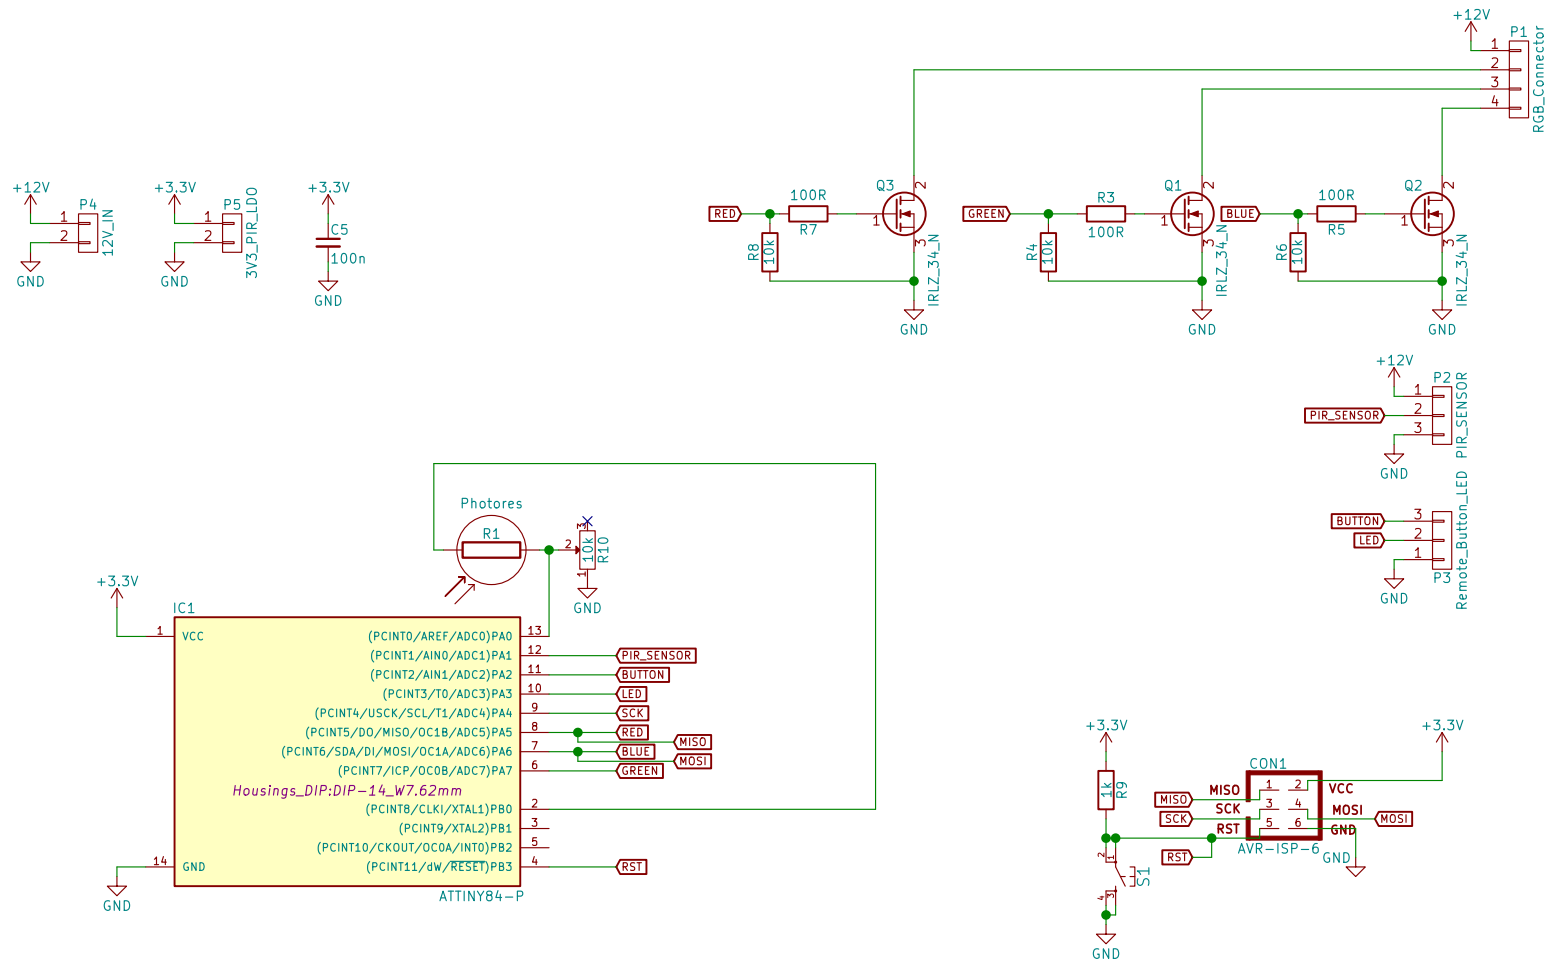 +12V
P1
1
2
3
4
RGB_Connector
+12V
P4
1
2
12V_IN
GND
+3.3V
P5
1
2
3V3_PIR_LDO
GND
+3.3V
C5
100n
GND
RED
100R
R7
R8
10k
Q3
1
2
3
IRLZ_34_N
GND
GREEN
R3
100R
R4
10k
Q1
1
2
3
IRLZ_34_N
GND
BLUE
100R
R5
R6
10k
Q2
1
2
3
IRLZ_34_N
GND
+12V
P2
1
PIR_SENSOR 2
3
PIR_SENSOR
GND
BUTTON 3
LED 2
1
P3
Remote_Button_LED
GND
Photores
R1
3
2
1
10k
R10
GND
+3.3V
IC1
1 VCC
14 GND
GND
(PCINT0/AREF/ADC0)PA0 13
(PCINT1/AIN0/ADC1)PA1 12 PIR_SENSOR
(PCINT2/AIN1/ADC2)PA2 11 BUTTON
(PCINT3/T0/ADC3)PA3 10 LED
(PCINT4/USCK/SCL/T1/ADC4)PA4 9 SCK
(PCINT5/DO/MISO/OC1B/ADC5)PA5 8 RED
MISO
(PCINT6/SDA/DI/MOSI/OC1A/ADC6)PA6 7 BLUE
MOSI
(PCINT7/ICP/OC0B/ADC7)PA7 6 GREEN
Housings_DIP:DIP-14_W7.62mm
(PCINT8/CLKI/XTAL1)PB0 2
(PCINT9/XTAL2)PB1 3
(PCINT10/CKOUT/OC0A/INT0)PB2 5
(PCINT11/dW/RESET)PB3 4 RST
ATTINY84-P
+3.3V
R9
1k
2
1
4
3
S1
GND
+3.3V
CON1
MISO 1 2 VCC
MISO
SCK 3 4 MOSI
SCK
MOSI
RST 5 6 GND
RST
AVR-ISP-6
GND